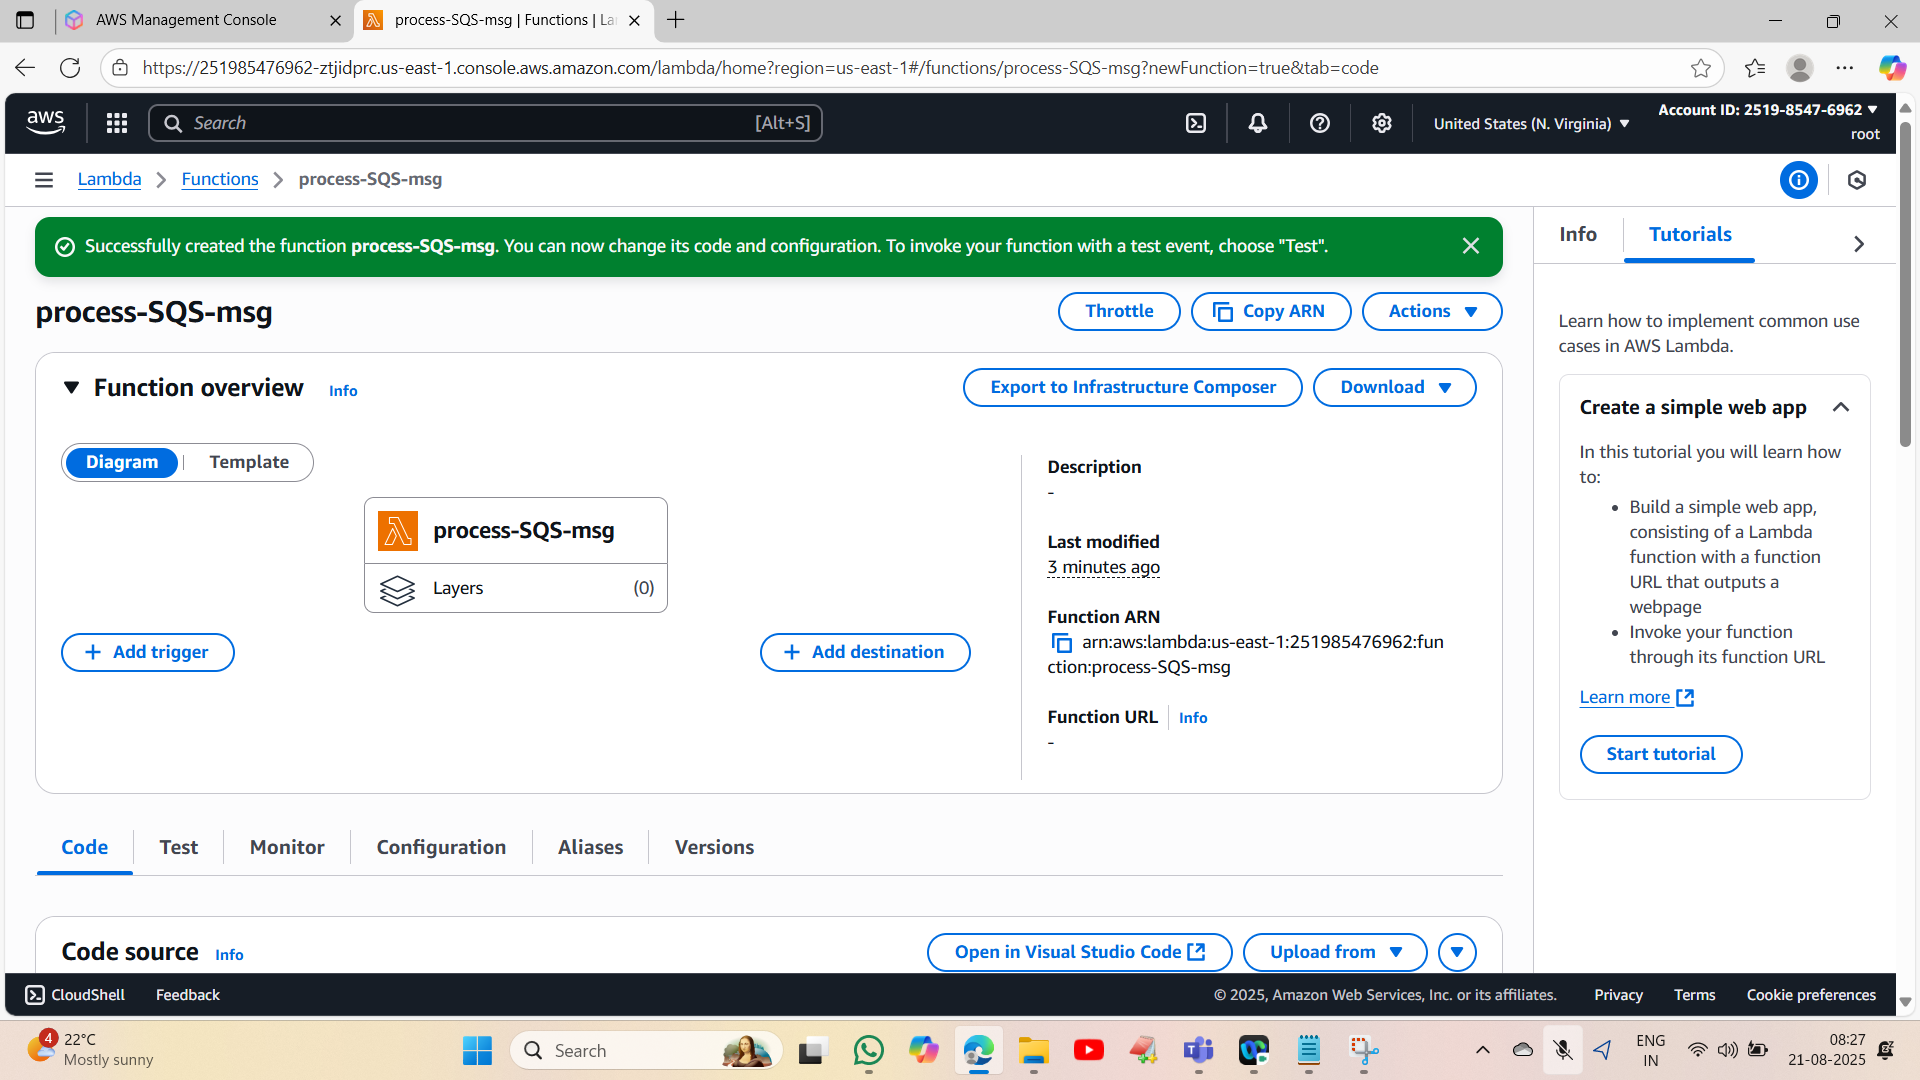 AWS Management Console
process-SQS-msg | Functions | La
https://251985476962-ztjidprc.us-east-1.console.aws.amazon.com/lambda/home?region=us-east-1#/functions/process-SQS-msg?newFunction=true&tab=code
aws
Search
[Alt+S]
United States (N. Virginia)
Account ID: 2519-8547-6962
root
Lambda
Functions
process-SQS-msg
Successfully created the function process-SQS-msg. You can now change its code and configuration. To invoke your function with a test event, choose "Test".
process-SQS-msg
Throttle
Copy ARN
Actions
Function overview
Info
Export to Infrastructure Composer
Download
Diagram
Template
process-SQS-msg
Layers
(0)
Add trigger
Add destination
Description
-
Last modified
3 minutes ago
Function ARN
arn:aws:lambda:us-east-1:251985476962:fun
ction:process-SQS-msg
Function URL
Info
-
Code
Test
Monitor
Configuration
Aliases
Versions
Code source
Info
Open in Visual Studio Code
Upload from
Info
Tutorials
Learn how to implement common use
cases in AWS Lambda.
Create a simple web app
In this tutorial you will learn how
to:
• Build a simple web app,
consisting of a Lambda
function with a function
URL that outputs a
webpage
• Invoke your function
through its function URL
Learn more
Start tutorial
CloudShell
Feedback
© 2025, Amazon Web Services, Inc. or its affiliates.
Privacy
Terms
Cookie preferences
4
22°C
Mostly sunny
Search
ENG
IN
08:27
21-08-2025